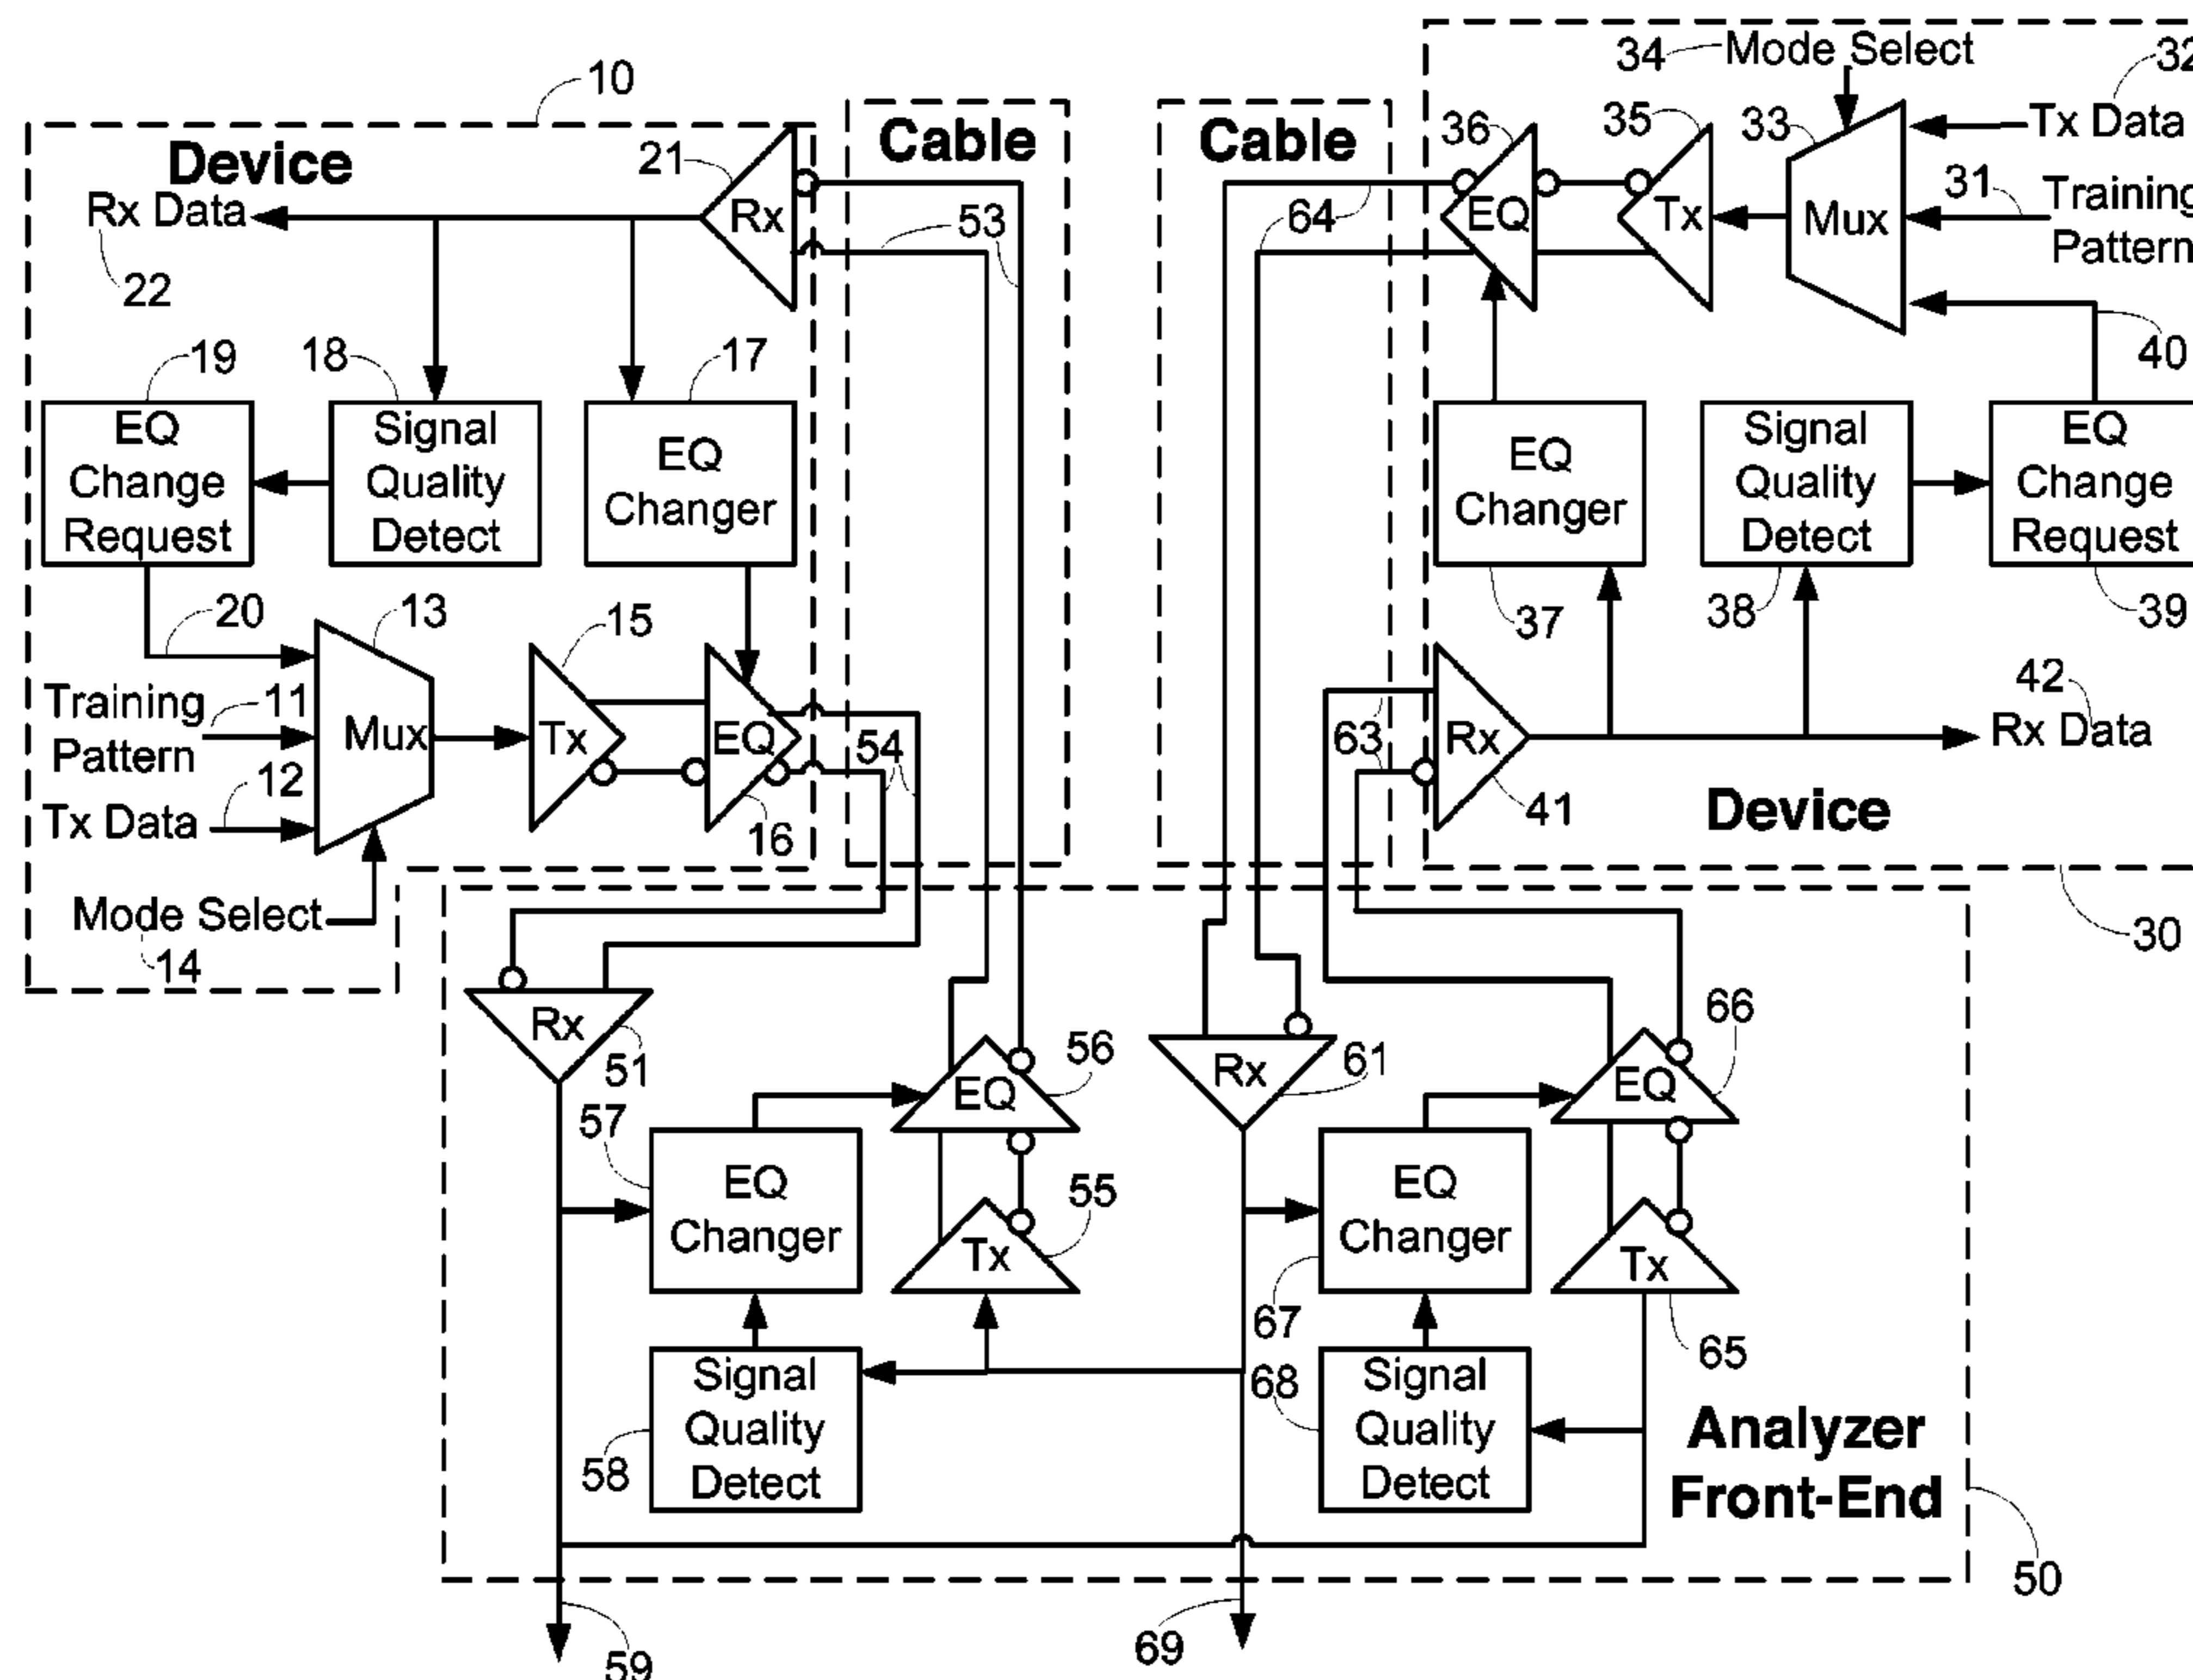 10
Device
21
Rx
Rx Data
22
19
18
17
EQ
Change
Request
Signal
Quality
Detect
EQ
Changer
20
13
15
Training
Pattern
11
12
Tx Data
Mux
Tx
EQ
16
Mode Select
14
Cable
53
54
Cable
64
63
34
Mode Select
32
36
35
33
Tx Data
EQ
Tx
Mux
31
Training
Pattern
40
EQ
Changer
Signal
Quality
Detect
EQ
Change
Request
37
38
39
Rx
41
42
Rx Data
Device
30
Rx
51
57
EQ
Changer
EQ
56
Tx
55
Signal
Quality
Detect
58
Rx
61
EQ
66
EQ
Changer
67
Tx
65
68
Signal
Quality
Detect
Analyzer
Front-End
50
59
69